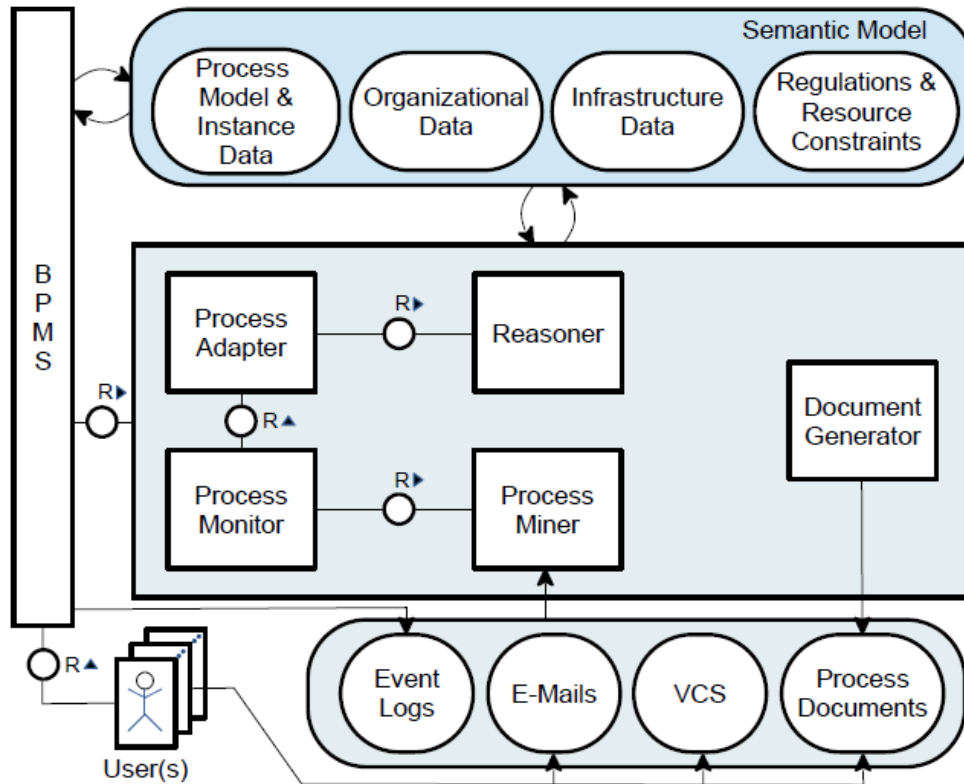 Semantic Model
Process
Model &
Instance
Data
Organizational
Data
Infrastructure
Data
Regulations &
Resource
Constraints
B
P
M
S
R
Process
Adapter
R
Reasoner
R
Document
Generator
Process
Monitor
R
Process
Miner
R
User(s)
Event
Logs
E-Mails
VCS
Process
Documents